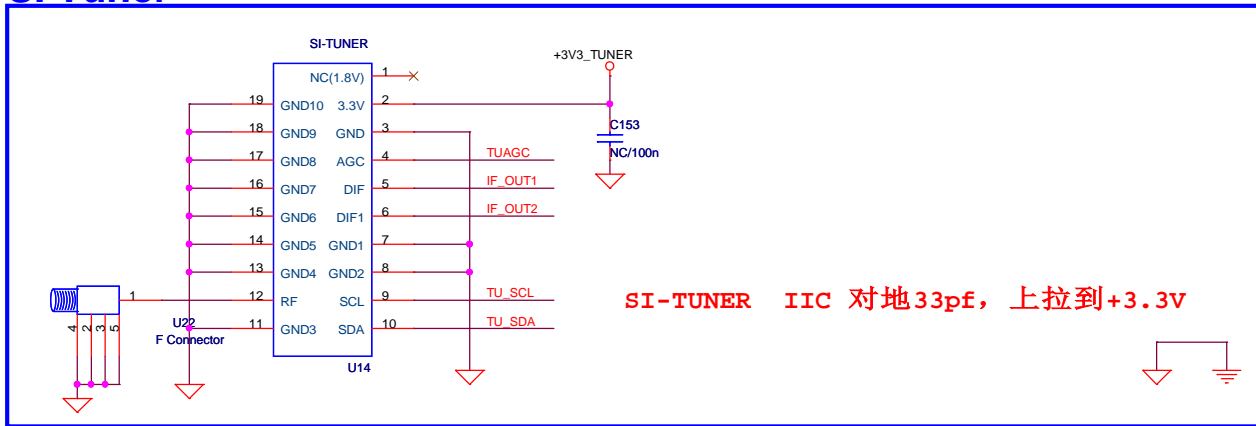 SI-TUNER
+3V3_TUNER
NC(1.8V) 1
19 GND10 3.3V 2
18 GND9 GND 3
C153
NC/100n
17 GND8 AGC 4 TUAGC
16 GND7 DIF 5 IF_OUT1
15 GND6 DIF1 6 IF_OUT2
14 GND5 GND1 7
13 GND4 GND2 8
1 12 RF SCL 9 TU_SCL
SI-TUNER IIC 对地33pf，上拉到+3.3V
4 2 3 5
U22
F Connector
11 GND3 SDA 10 TU_SDA
U14